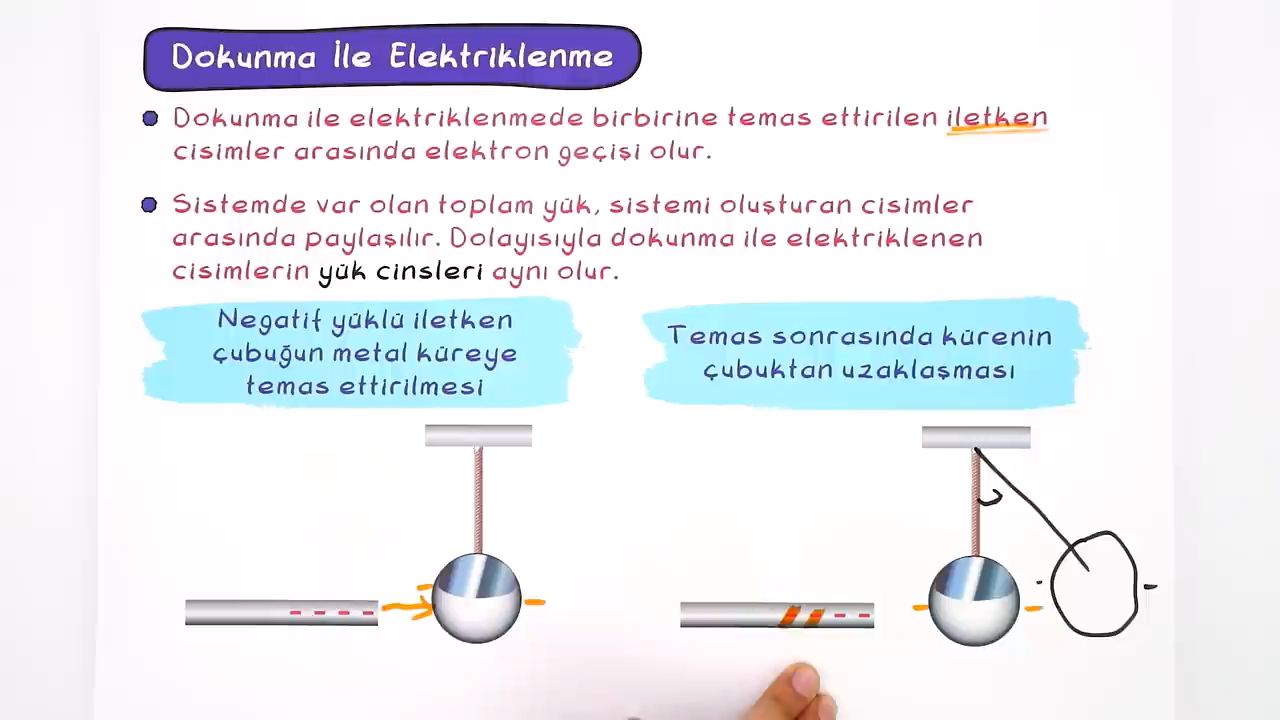 Dokunma İle Elektriklenme
Dokunma ile elektriklenmede birbirine temas ettirilen iletken
cisimler arasında elektron geçişi olur.
Sistemde var olan toplam yük, sistemi oluşturan cisimler
arasında paylaşılır. Dolayısıyla dokunma ile elektriklenen
cisimlerin yük cinsleri aynı olur.
Negatif yüklü iletken
çubuğun metal küreye
temas ettirilmesi
Temas sonrasında kürenin
çubuktan uzaklaşması